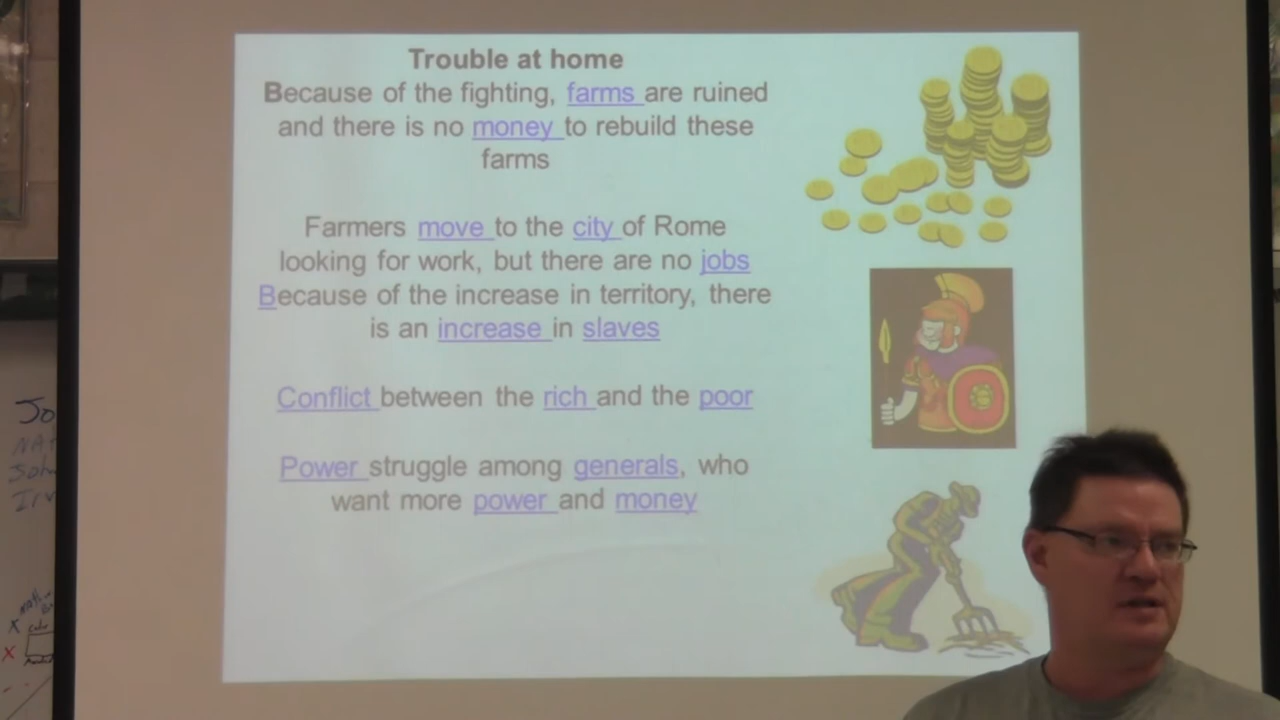 Trouble at home
Because of the fighting, farms are ruined
and there is no money to rebuild these
farms
Farmers move to the city of Rome
looking for work, but there are no jobs
Because of the increase in territory, there
is an increase in slaves
Conflict between the rich and the poor
Power struggle among generals, who
want more power and money
Jo